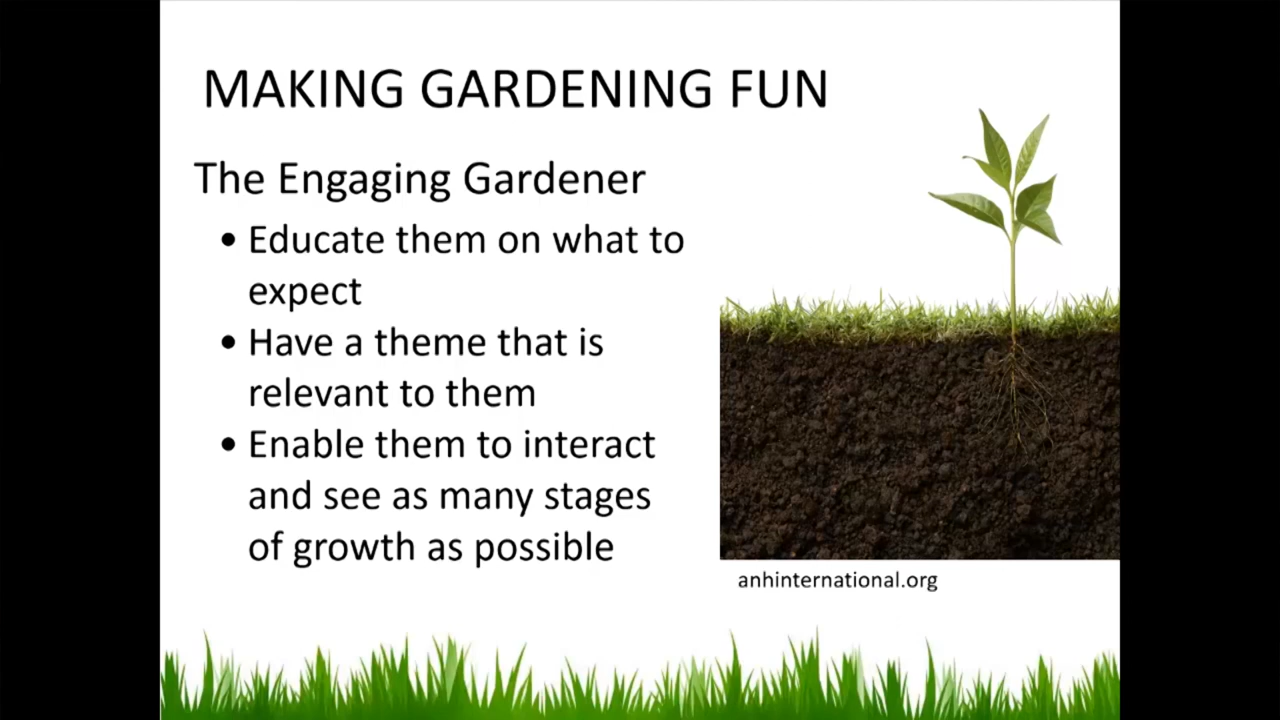 MAKING GARDENING FUN
The Engaging Gardener
• Educate them on what to
expect
• Have a theme that is
relevant to them
• Enable them to interact
and see as many stages
of growth as possible
anhinternational.org